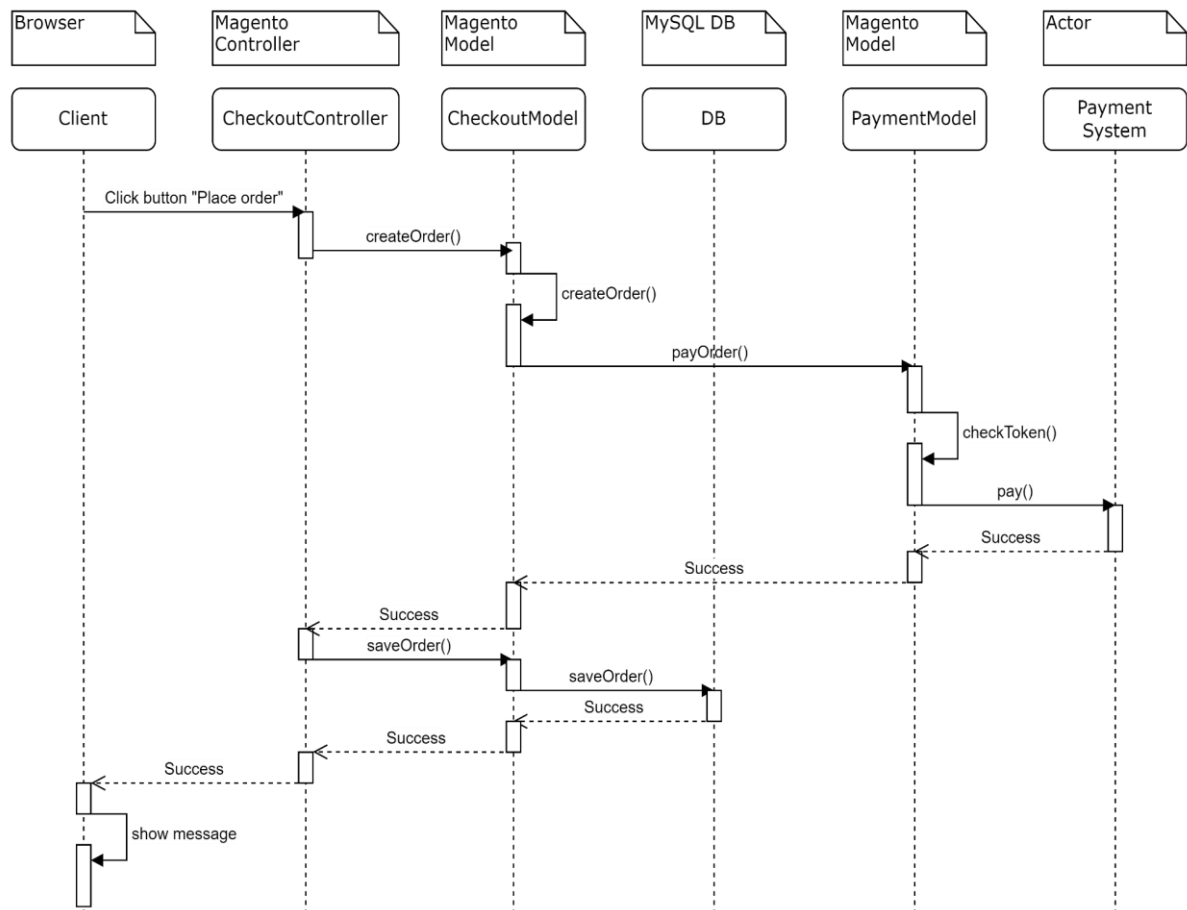 Browser
Magento
Controller
Magento
Model
MySQL DB
Magento
Model
Actor
Client
CheckoutController
CheckoutModel
DB
PaymentModel
Payment
System
Click button "Place order"
createOrder()
createOrder()
payOrder()
checkToken()
pay()
Success
Success
Success
saveOrder()
saveOrder()
Success
Success
Success
show message